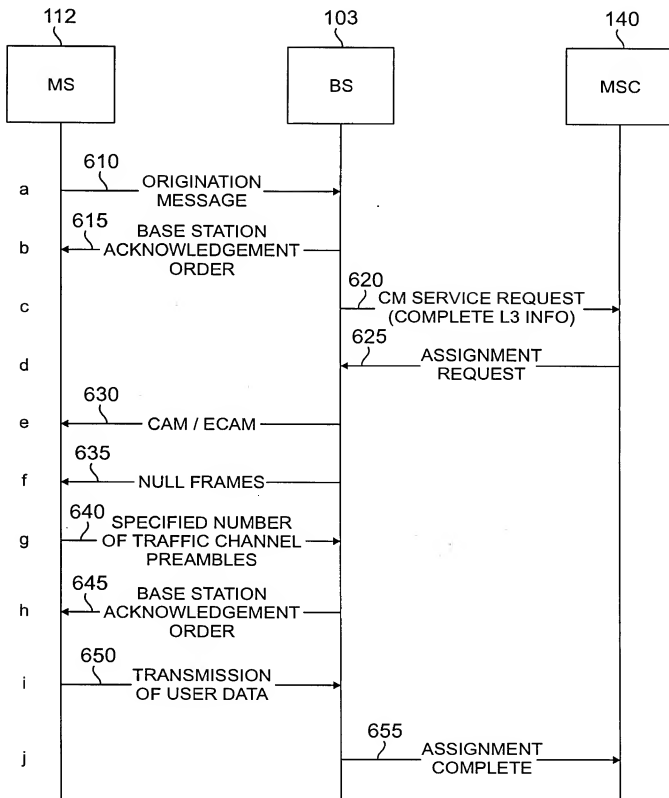 112
103
140
MS
BS
MSC
a
610
ORIGINATION
MESSAGE
b
615
BASE STATION
ACKNOWLEDGEMENT
ORDER
c
620
CM SERVICE REQUEST
(COMPLETE L3 INFO)
d
625
ASSIGNMENT
REQUEST
e
630
CAM / ECAM
f
635
NULL FRAMES
g
640
SPECIFIED NUMBER
OF TRAFFIC CHANNEL
PREAMBLES
h
645
BASE STATION
ACKNOWLEDGEMENT
ORDER
i
650
TRANSMISSION
OF USER DATA
j
655
ASSIGNMENT
COMPLETE